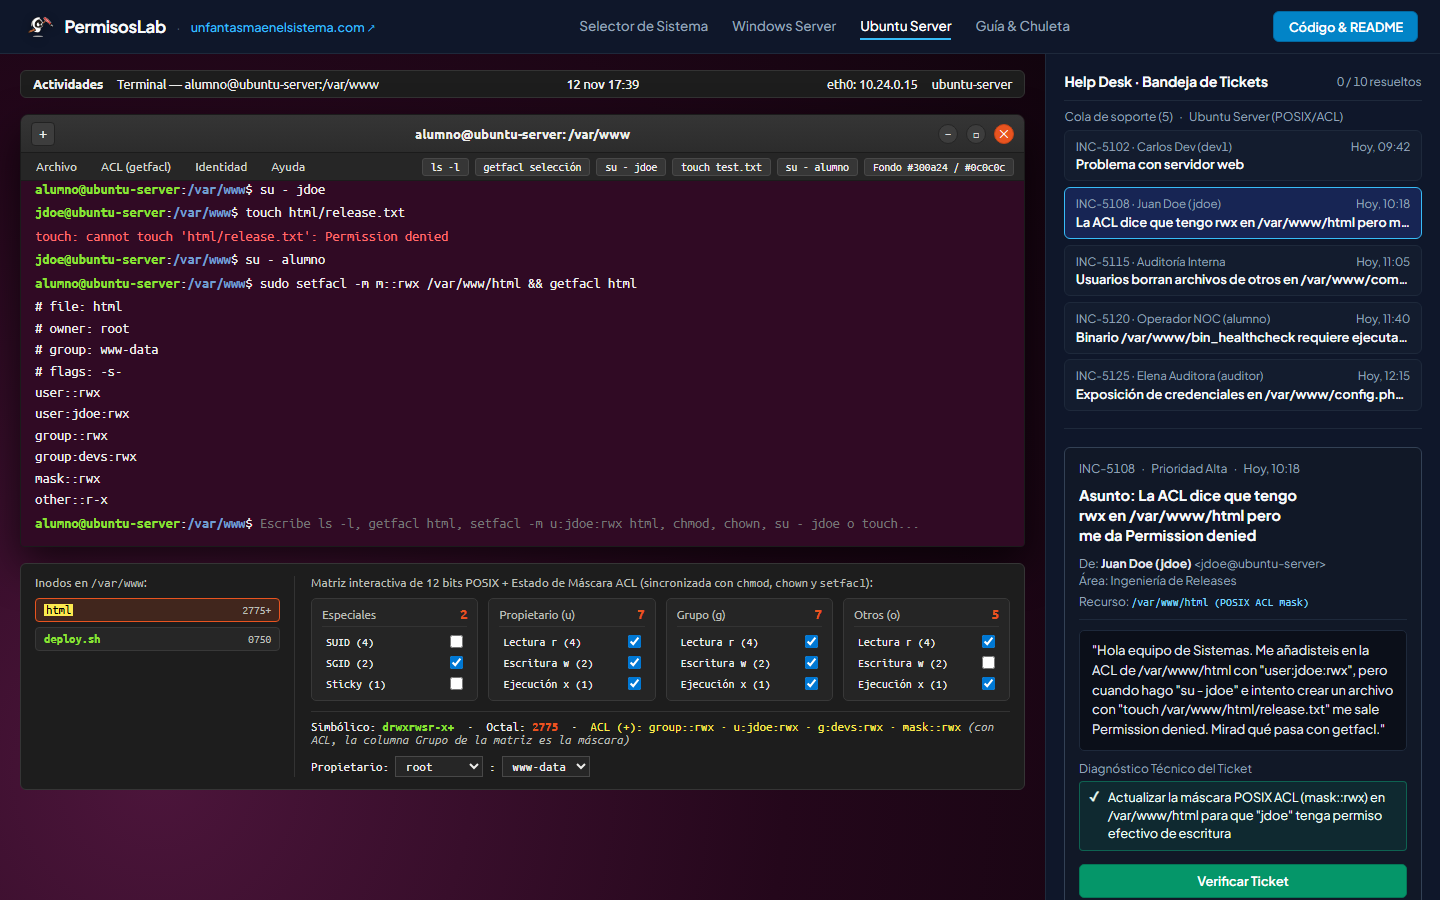 PermisosLab · unfantasmaenelsistema.com ↗
Selector de Sistema
Windows Server
Ubuntu Server
Guía & Chuleta
Código & README
Actividades Terminal — alumno@ubuntu-server:/var/www
12 nov 17:39
eth0: 10.24.0.15 ubuntu-server
+
alumno@ubuntu-server: /var/www
Archivo ACL (getfacl) Identidad Ayuda
ls -l
getfacl selección
su - jdoe
touch test.txt
su - alumno
Fondo #300a24 / #0c0c0c
alumno@ubuntu-server:/var/www$ su - jdoe
jdoe@ubuntu-server:/var/www$ touch html/release.txt
touch: cannot touch 'html/release.txt': Permission denied
jdoe@ubuntu-server:/var/www$ su - alumno
alumno@ubuntu-server:/var/www$ sudo setfacl -m m::rwx /var/www/html && getfacl html
# file: html
# owner: root
# group: www-data
# flags: -s-
user::rwx
user:jdoe:rwx
group::rwx
group:devs:rwx
mask::rwx
other::r-x
alumno@ubuntu-server:/var/www$ Escribe ls -l, getfacl html, setfacl -m u:jdoe:rwx html, chmod, chown, su - jdoe o touch...
Inodos en /var/www:
html 2775+
deploy.sh 0750
Matriz interactiva de 12 bits POSIX + Estado de Máscara ACL (sincronizada con chmod, chown y setfacl):
Especiales 2
SUID (4)
SGID (2)
Sticky (1)
Propietario (u) 7
Lectura r (4)
Escritura w (2)
Ejecución x (1)
Grupo (g) 7
Lectura r (4)
Escritura w (2)
Ejecución x (1)
Otros (o) 5
Lectura r (4)
Escritura w (2)
Ejecución x (1)
Simbólico: drwxrwsr-x+ · Octal: 2775 · ACL (+): group::rwx · u:jdoe:rwx · g:devs:rwx · mask::rwx (con
ACL, la columna Grupo de la matriz es la máscara)
Propietario: root : www-data
Help Desk · Bandeja de Tickets 0 / 10 resueltos
Cola de soporte (5) · Ubuntu Server (POSIX/ACL)
INC-5102 · Carlos Dev (dev1) Hoy, 09:42
Problema con servidor web
INC-5108 · Juan Doe (jdoe) Hoy, 10:18
La ACL dice que tengo rwx en /var/www/html pero m...
INC-5115 · Auditoría Interna Hoy, 11:05
Usuarios borran archivos de otros en /var/www/com...
INC-5120 · Operador NOC (alumno) Hoy, 11:40
Binario /var/www/bin_healthcheck requiere ejecuta...
INC-5125 · Elena Auditora (auditor) Hoy, 12:15
Exposición de credenciales en /var/www/config.ph...
INC-5108 · Prioridad Alta · Hoy, 10:18
Asunto: La ACL dice que tengo
rwx en /var/www/html pero
me da Permission denied
De: Juan Doe (jdoe) <jdoe@ubuntu-server>
Área: Ingeniería de Releases
Recurso: /var/www/html (POSIX ACL mask)
"Hola equipo de Sistemas. Me añadisteis en la
ACL de /var/www/html con "user:jdoe:rwx", pero
cuando hago "su - jdoe" e intento crear un archivo
con "touch /var/www/html/release.txt" me sale
Permission denied. Mirad qué pasa con getfacl."
Diagnóstico Técnico del Ticket
✓ Actualizar la máscara POSIX ACL (mask::rwx) en
/var/www/html para que "jdoe" tenga permiso
efectivo de escritura
Verificar Ticket